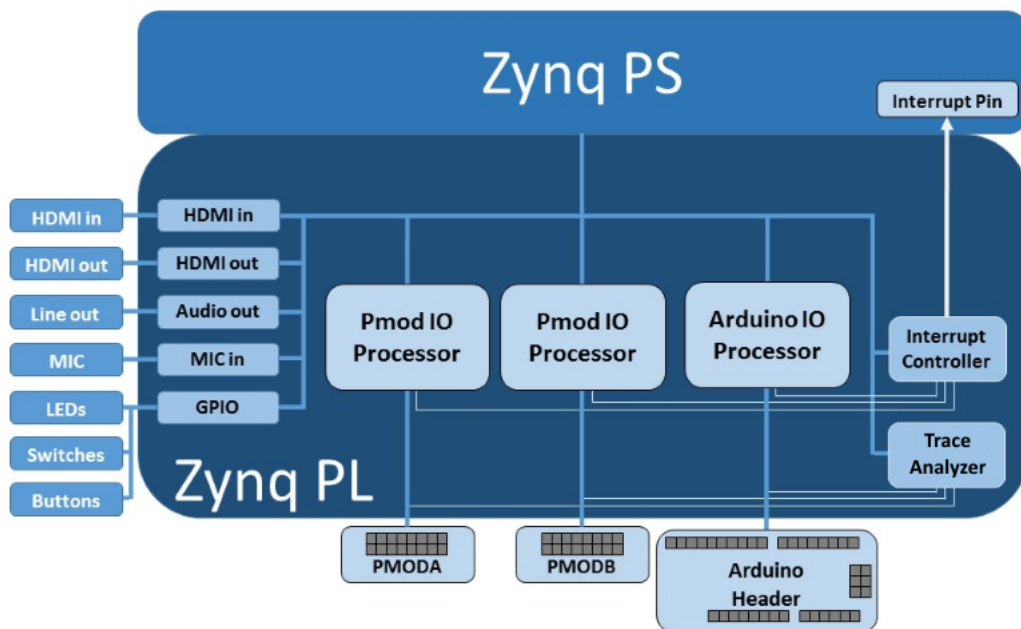 Zynq PS
Interrupt Pin
HDMI in
HDMI in
HDMI out
HDMI out
Line out
Audio out
MIC
MIC in
LEDs
GPIO
Switches
Buttons
Pmod IO
Processor
Pmod IO
Processor
Arduino IO
Processor
Interrupt
Controller
Trace
Analyzer
Zynq PL
PMODA
PMODB
Arduino
Header